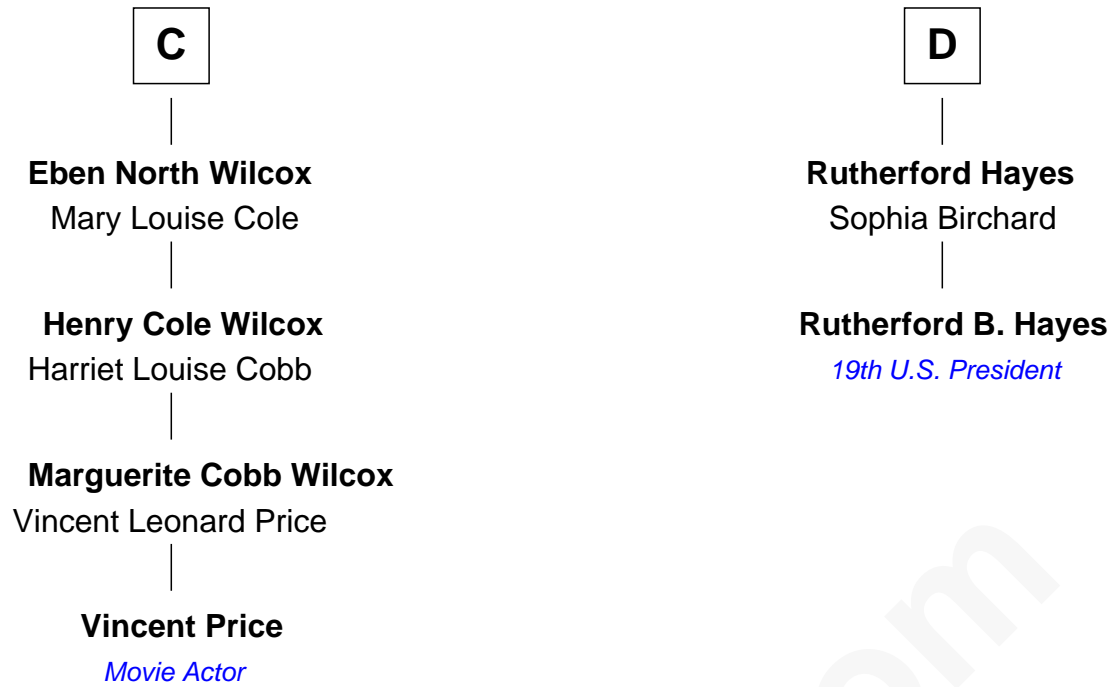 C
Eben North Wilcox
Mary Louise Cole
Henry Cole Wilcox
Harriet Louise Cobb
Marguerite Cobb Wilcox
Vincent Leonard Price
Vincent Price
Movie Actor
D
Rutherford Hayes
Sophia Birchard
Rutherford B. Hayes
19th U.S. President
om